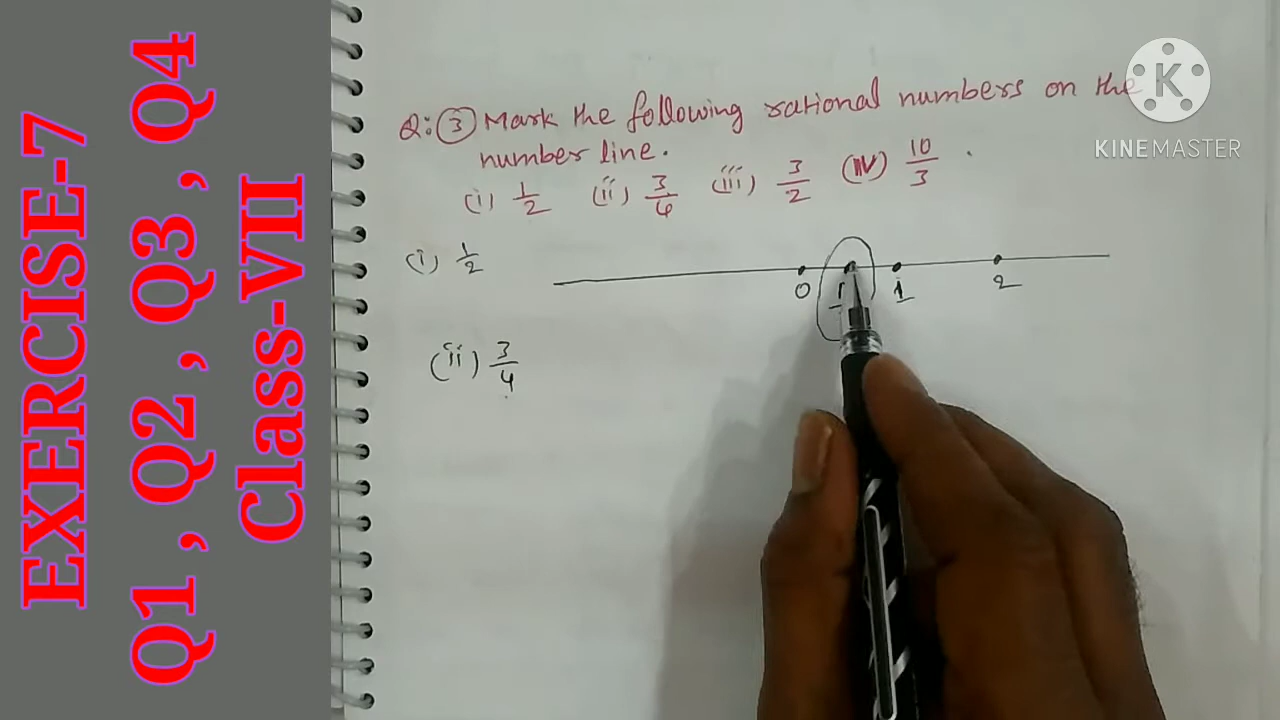 EXERCISE-7
Q1 , Q2 , Q3 , Q4
Class-VII
Q: 3 Mark the following rational numbers on the
number line.
(i) 1/2 (ii) 3/4 (iii) 3/2 (iv) 10/3 .
(i) 1/2
0 1 1 2
(ii) 3/4
K
KINEMASTER